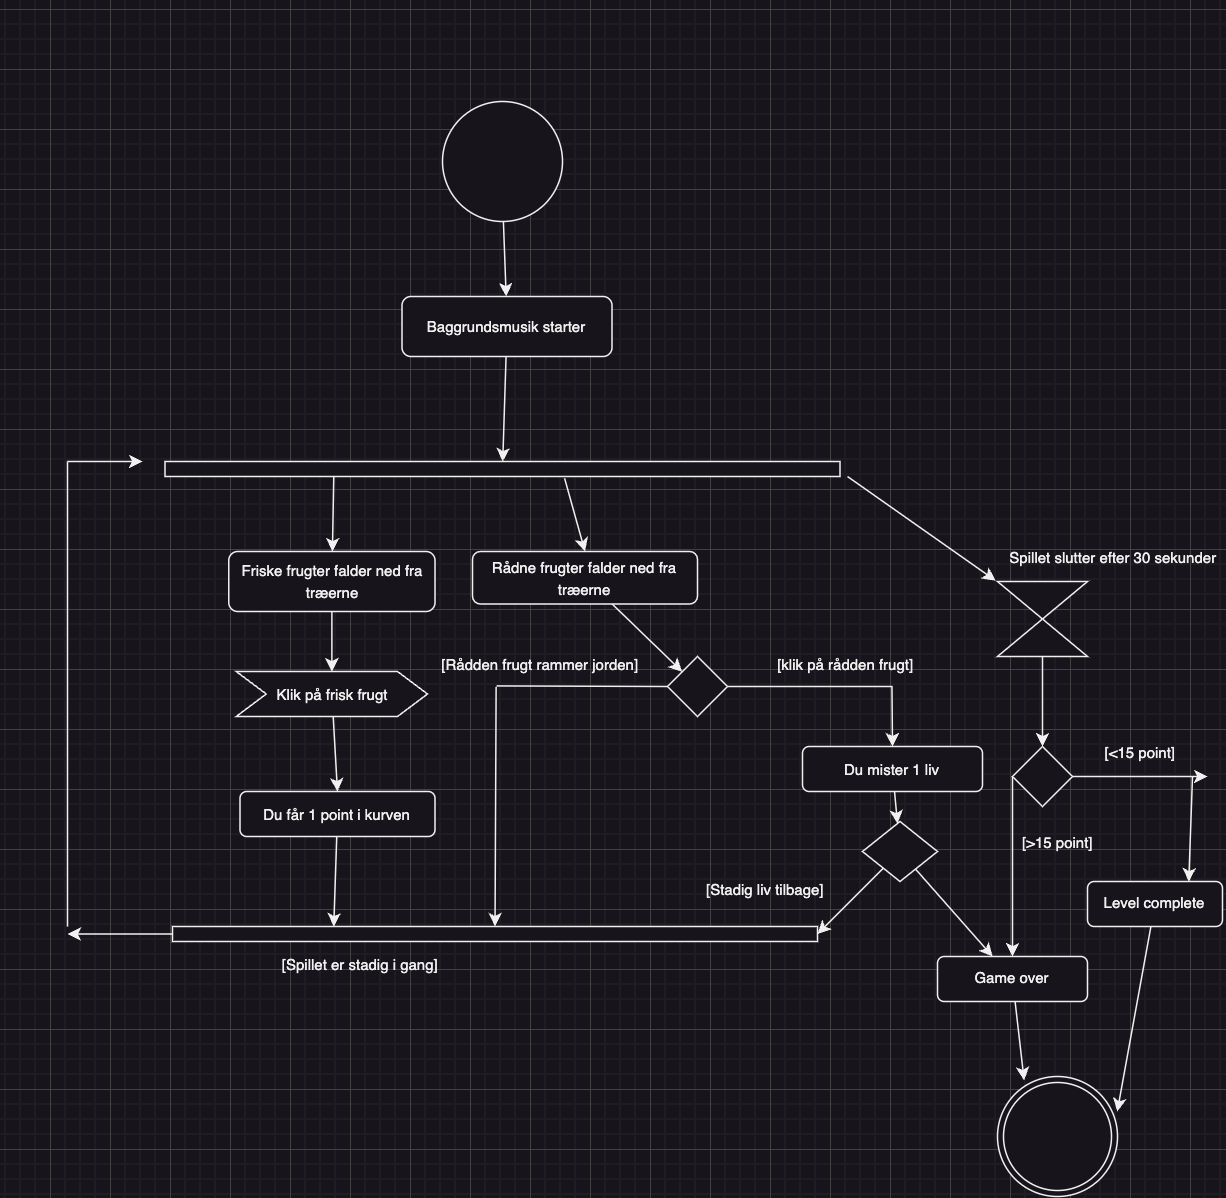 Baggrundsmusik starter
Spillet slutter efter 30 sekunder
Friske frugter falder ned fra
træerne
Rådne frugter falder ned fra
træerne
[Rådden frugt rammer jorden]
[klik på rådden frugt]
Klik på frisk frugt
[<15 point]
Du mister 1 liv
Du får 1 point i kurven
[>15 point]
[Stadig liv tilbage]
Level complete
[Spillet er stadig i gang]
Game over